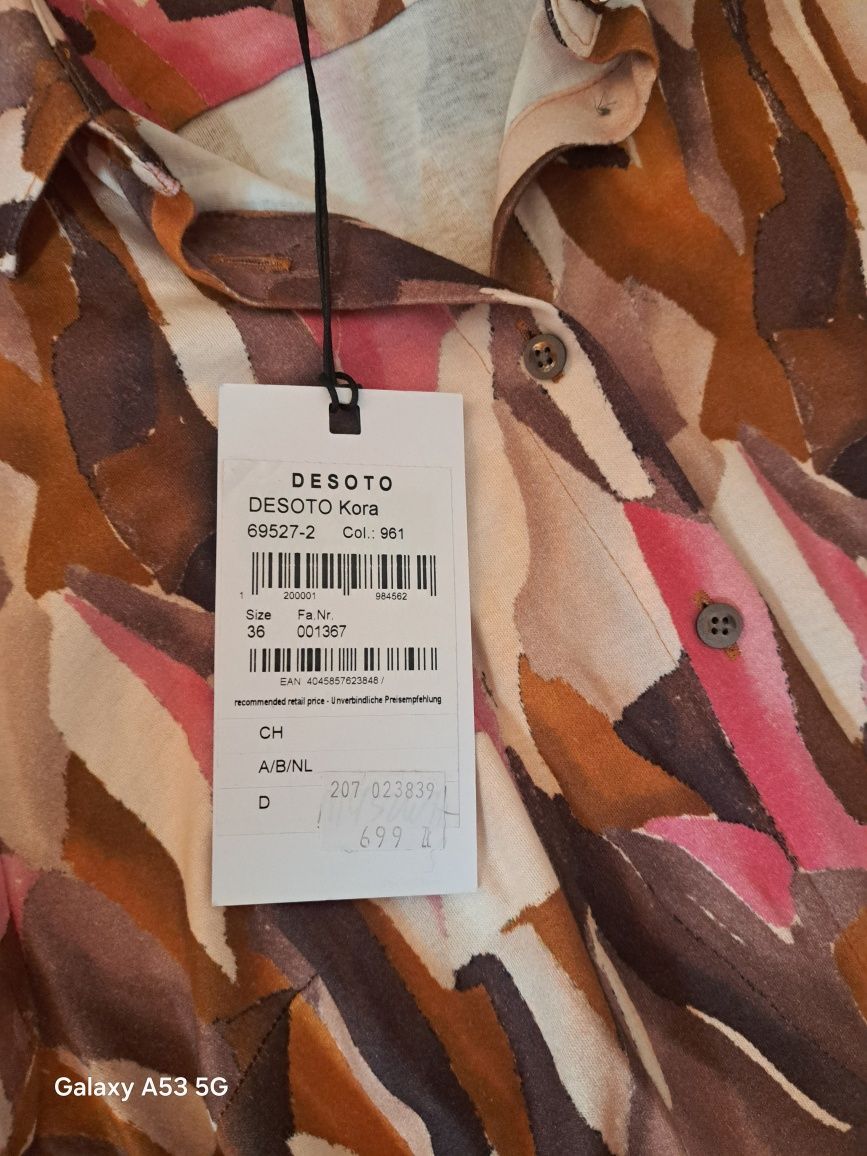 DESOTO
DESOTO Kora
69527-2 Col.: 961
1 200001 984562
Size Fa.Nr.
36 001367
EAN 4045857623848 /
recommended retail price - Unverbindliche Preisempfehlung
CH
A/B/NL
D
207 023839
699 zł
Galaxy A53 5G